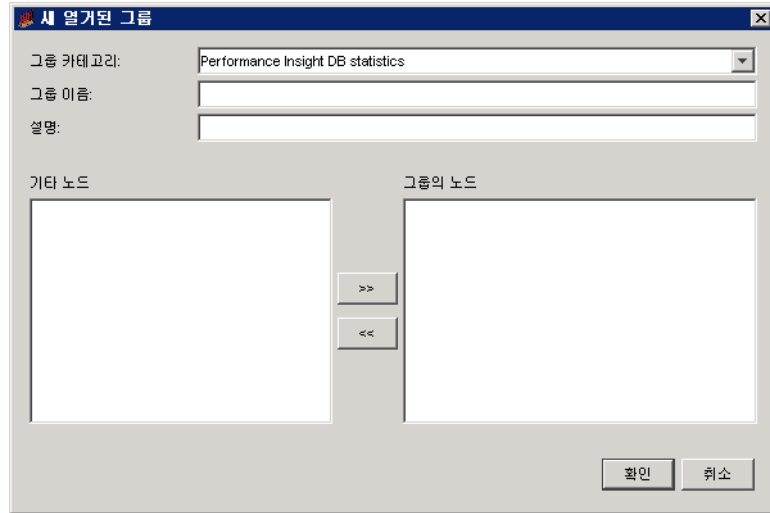 새 열거된 그룹
그룹 카테고리:
Performance Insight DB statistics
그룹 이름:
설명:
기타 노드
그룹의 노드
>>
<<
확인
취소